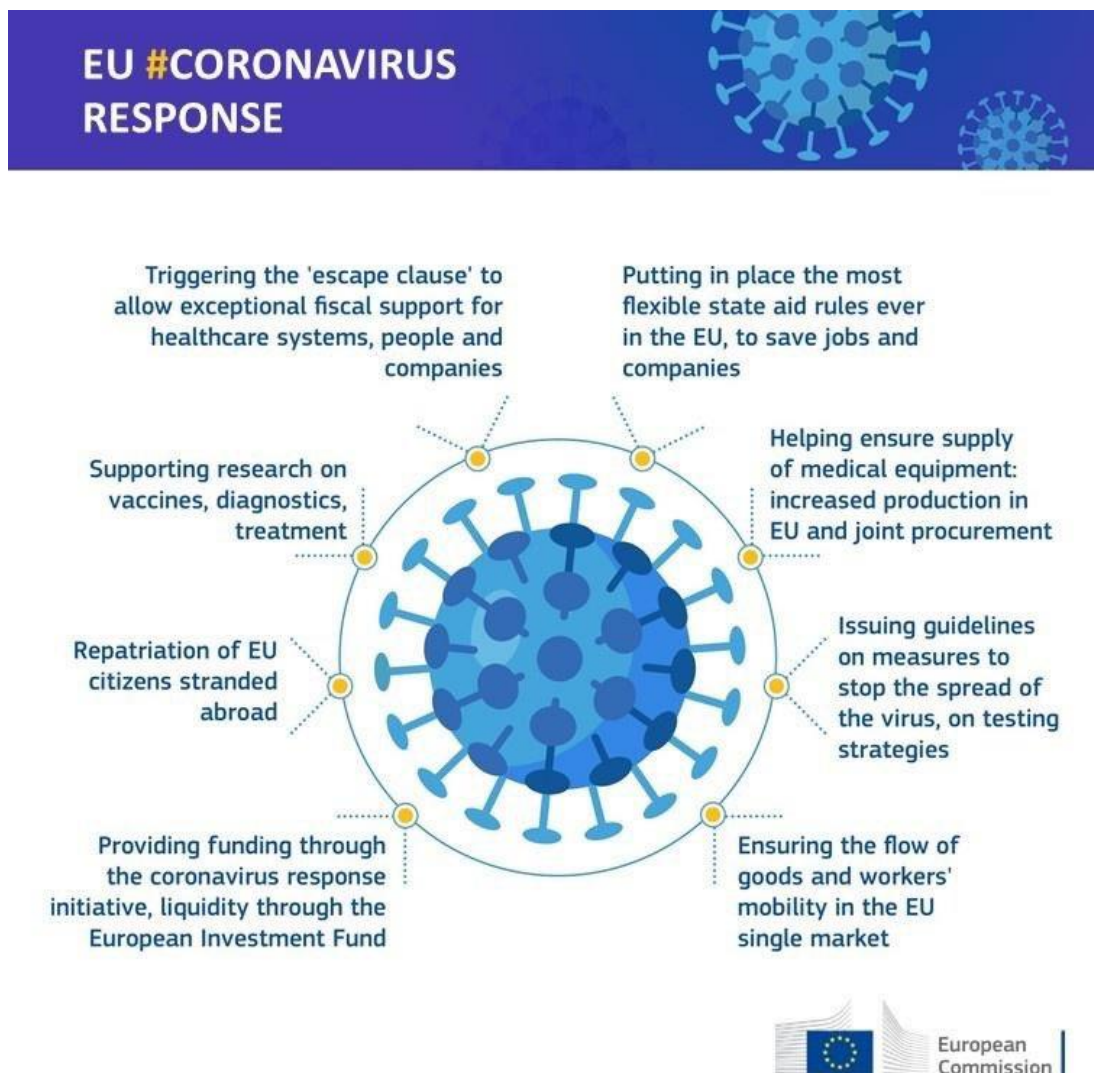 EU #CORONAVIRUS
RESPONSE
Triggering the 'escape clause' to
allow exceptional fiscal support for
healthcare systems, people and
companies
Putting in place the most
flexible state aid rules ever
in the EU, to save jobs and
companies
Supporting research on
vaccines, diagnostics,
treatment
Helping ensure supply
of medical equipment:
increased production in
EU and joint procurement
Repatriation of EU
citizens stranded
abroad
Issuing guidelines
on measures to
stop the spread of
the virus, on testing
strategies
Providing funding through
the coronavirus response
initiative, liquidity through the
European Investment Fund
Ensuring the flow of
goods and workers'
mobility in the EU
single market
European
Commission